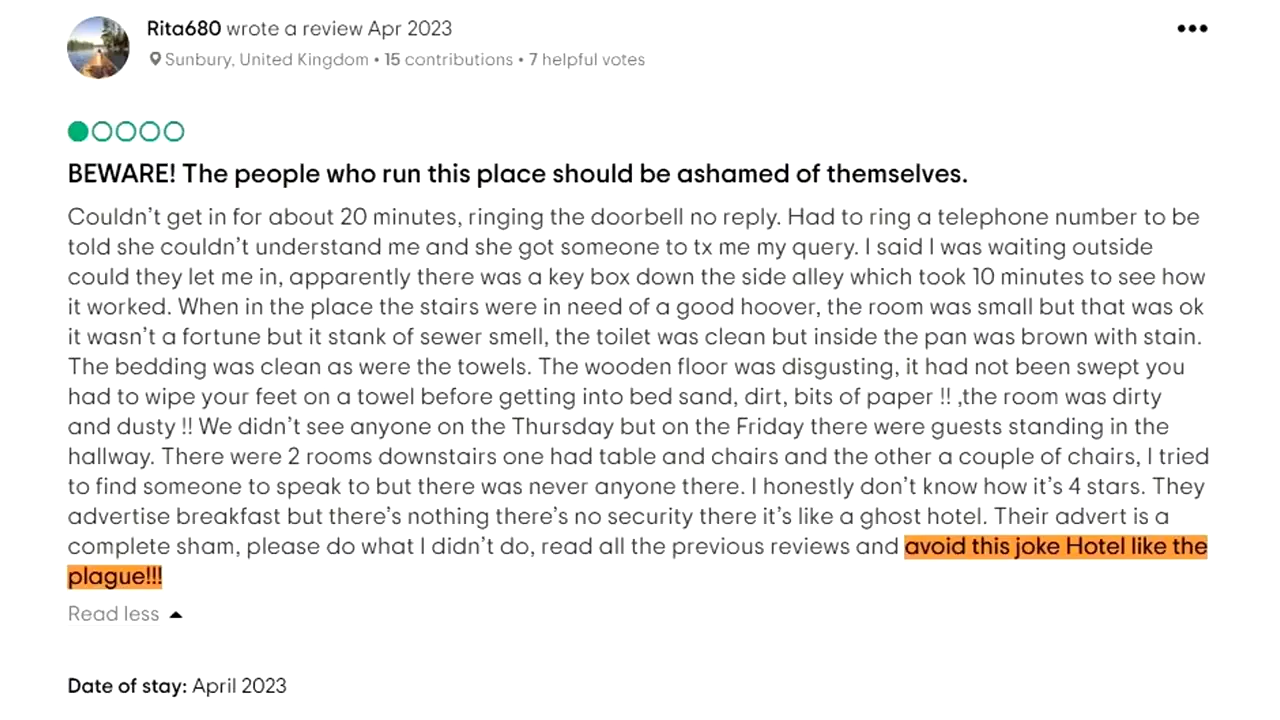 Rita680 wrote a review Apr 2023
Sunbury, United Kingdom • 15 contributions • 7 helpful votes
BEWARE! The people who run this place should be ashamed of themselves.
Couldn't get in for about 20 minutes, ringing the doorbell no reply. Had to ring a telephone number to be
told she couldn't understand me and she got someone to tx me my query. I said I was waiting outside
could they let me in, apparently there was a key box down the side alley which took 10 minutes to see how
it worked. When in the place the stairs were in need of a good hoover, the room was small but that was ok
it wasn't a fortune but it stank of sewer smell, the toilet was clean but inside the pan was brown with stain.
The bedding was clean as were the towels. The wooden floor was disgusting, it had not been swept you
had to wipe your feet on a towel before getting into bed sand, dirt, bits of paper !! ,the room was dirty
and dusty !! We didn't see anyone on the Thursday but on the Friday there were guests standing in the
hallway. There were 2 rooms downstairs one had table and chairs and the other a couple of chairs, I tried
to find someone to speak to but there was never anyone there. I honestly don't know how it's 4 stars. They
advertise breakfast but there's nothing there's no security there it's like a ghost hotel. Their advert is a
complete sham, please do what I didn't do, read all the previous reviews and avoid this joke Hotel like the
plague!!!
Read less
Date of stay: April 2023